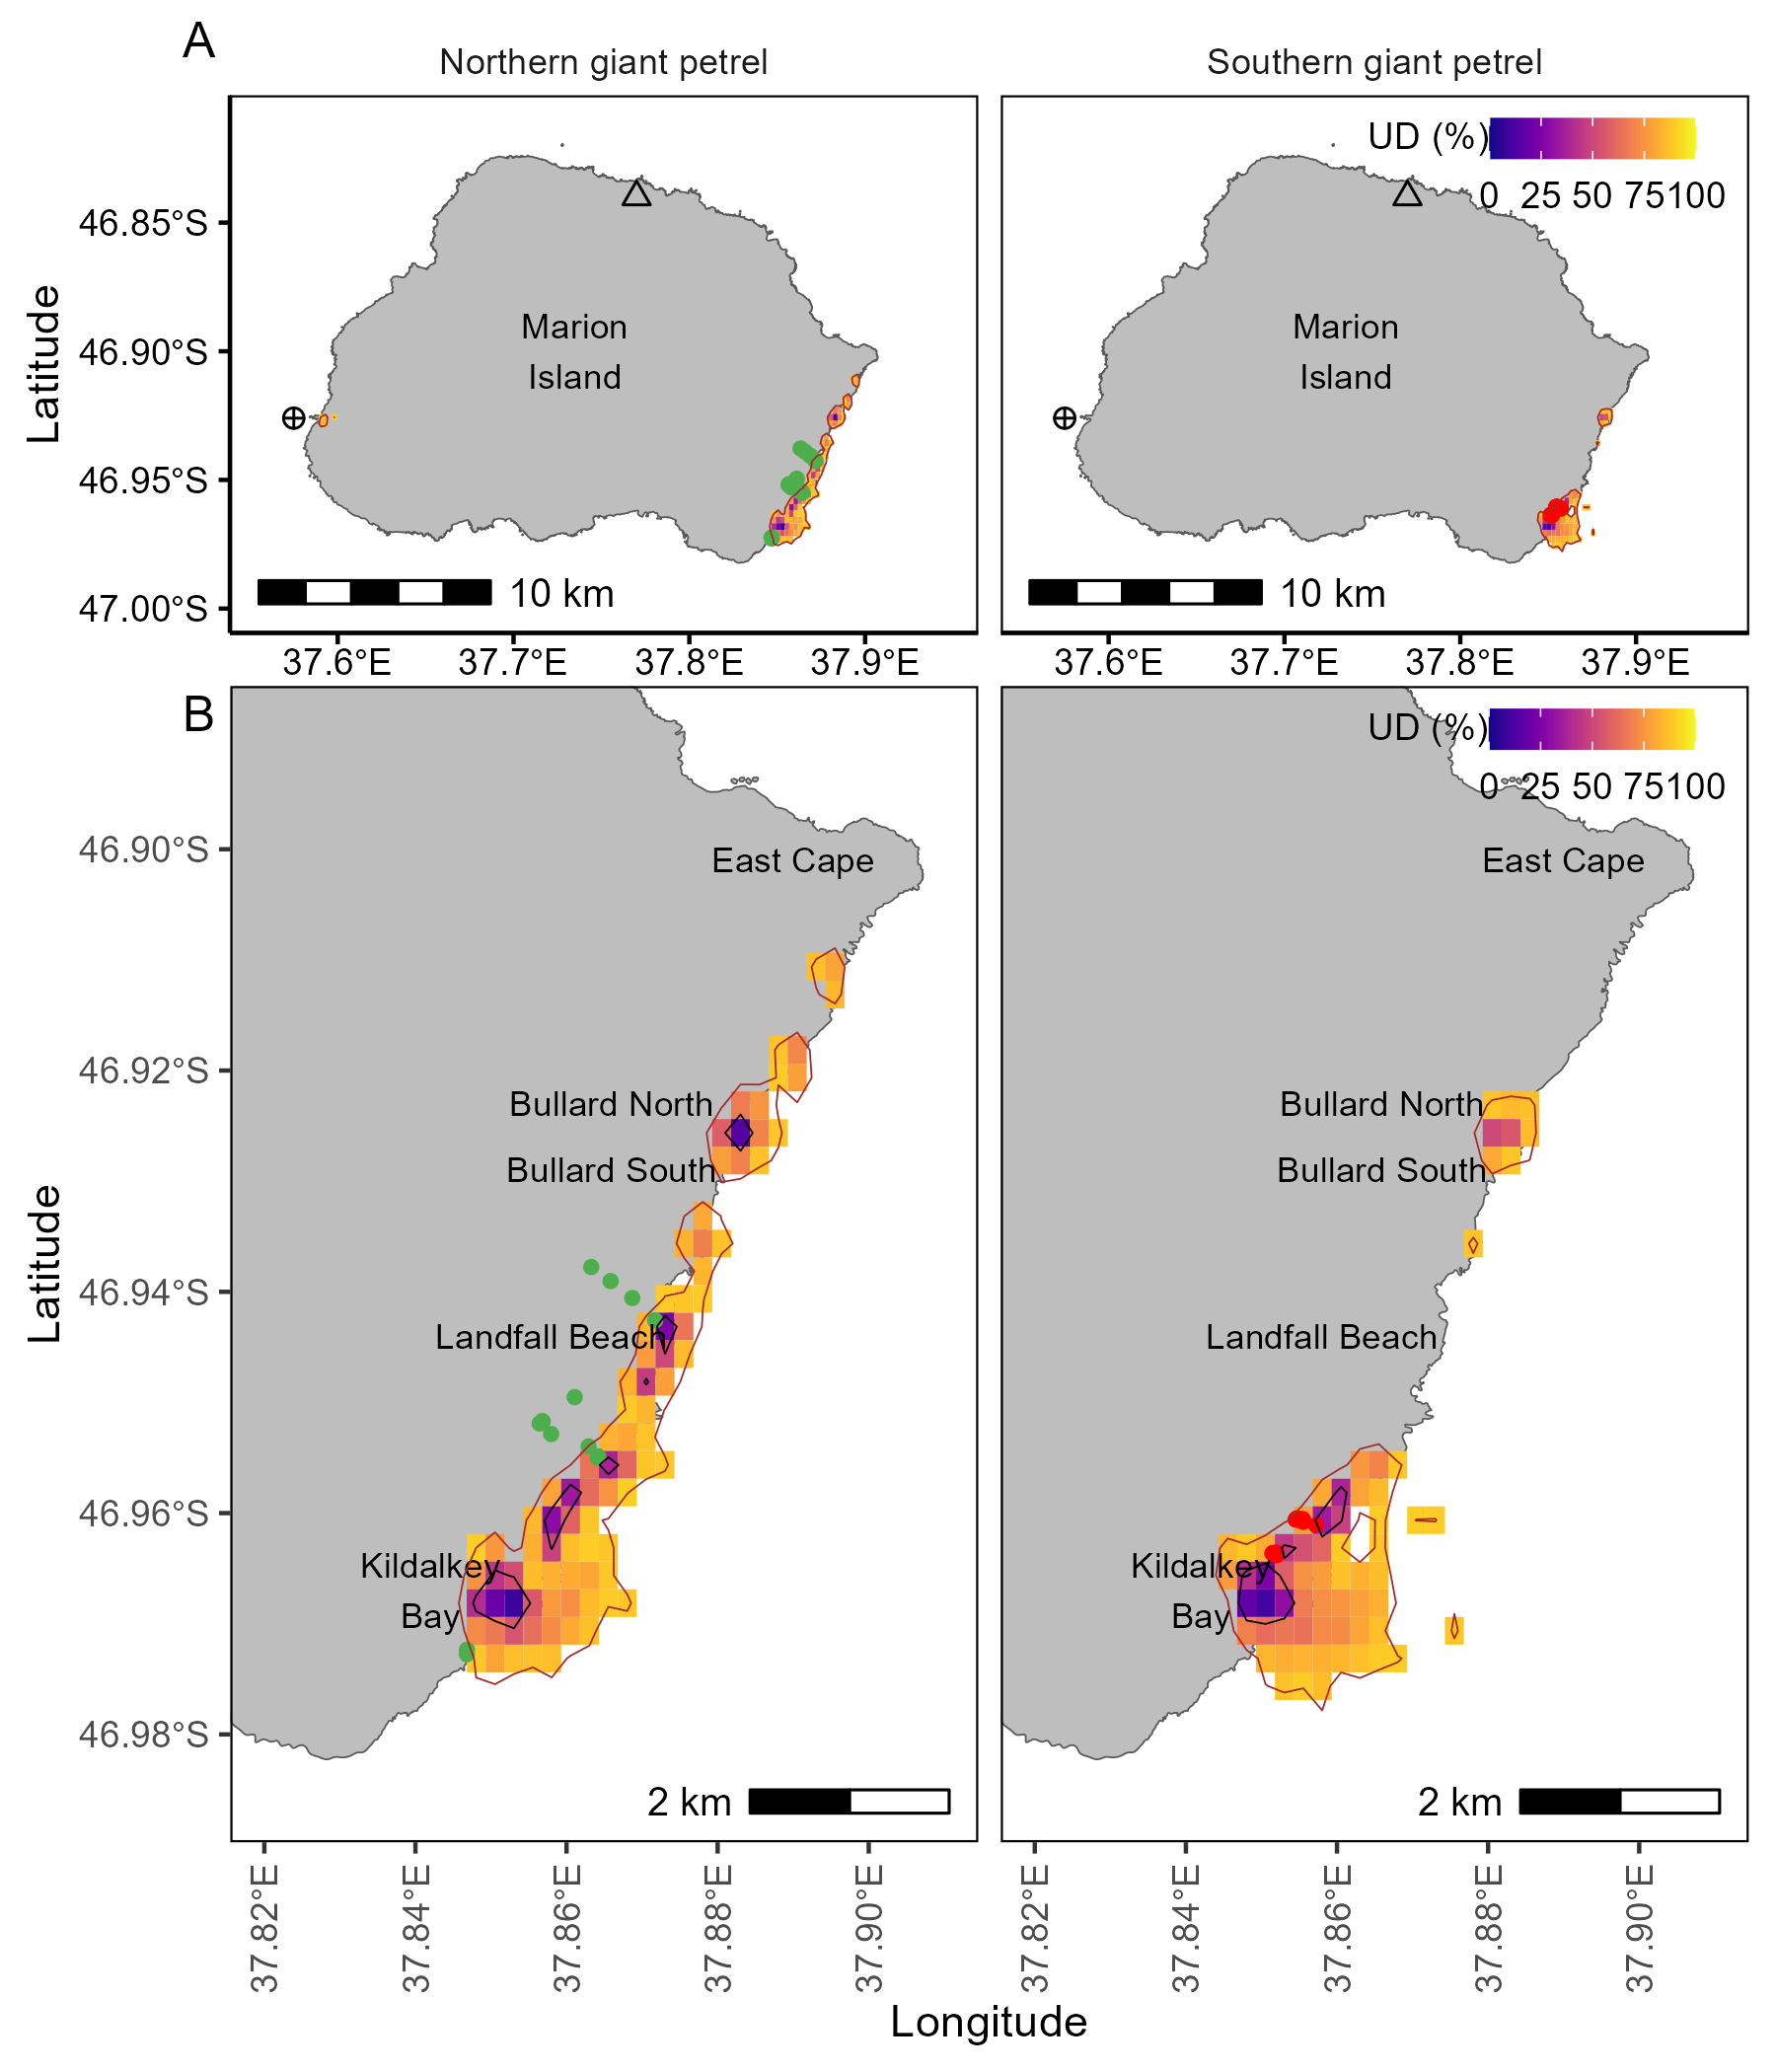 A
Northern giant petrel
Southern giant petrel
UD (%)
0 25 50 75 100
Latitude
46.85°S
46.90°S
46.95°S
47.00°S
Marion
Island
Marion
Island
10 km
10 km
37.6°E 37.7°E 37.8°E 37.9°E
37.6°E 37.7°E 37.8°E 37.9°E
B
UD (%)
0 25 50 75 100
Latitude
46.90°S
46.92°S
46.94°S
46.96°S
46.98°S
East Cape
Bullard North
Bullard South
Landfall Beach
Kildalkey
Bay
2 km
East Cape
Bullard North
Bullard South
Landfall Beach
Kildalkey
Bay
2 km
37.82°E 37.84°E 37.86°E 37.88°E 37.90°E
37.82°E 37.84°E 37.86°E 37.88°E 37.90°E
Longitude